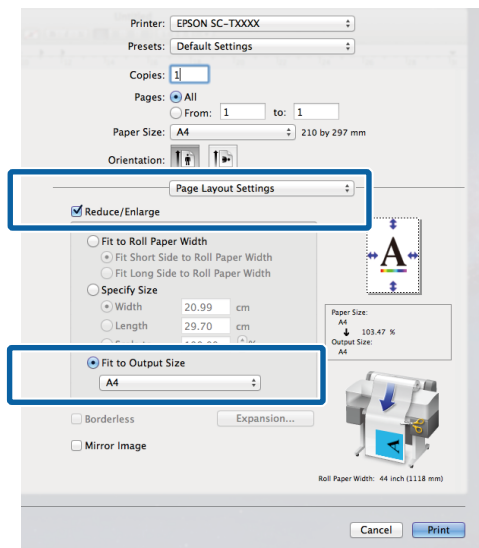 Printer: EPSON SC-TXXXX
Presets: Default Settings
Copies: 1
Pages: All
From: 1 to: 1
Paper Size: A4 210 by 297 mm
Orientation:
Page Layout Settings
Reduce/Enlarge
Fit to Roll Paper Width
Fit Short Side to Roll Paper Width
Fit Long Side to Roll Paper Width
Specify Size
Width 20.99 cm
Length 29.70 cm
Fit to Output Size
A4
Borderless Expansion...
Mirror Image
A
Paper Size:
A4
103.47 %
Output Size:
A4
A
Roll Paper Width: 44 inch (1118 mm)
Cancel Print